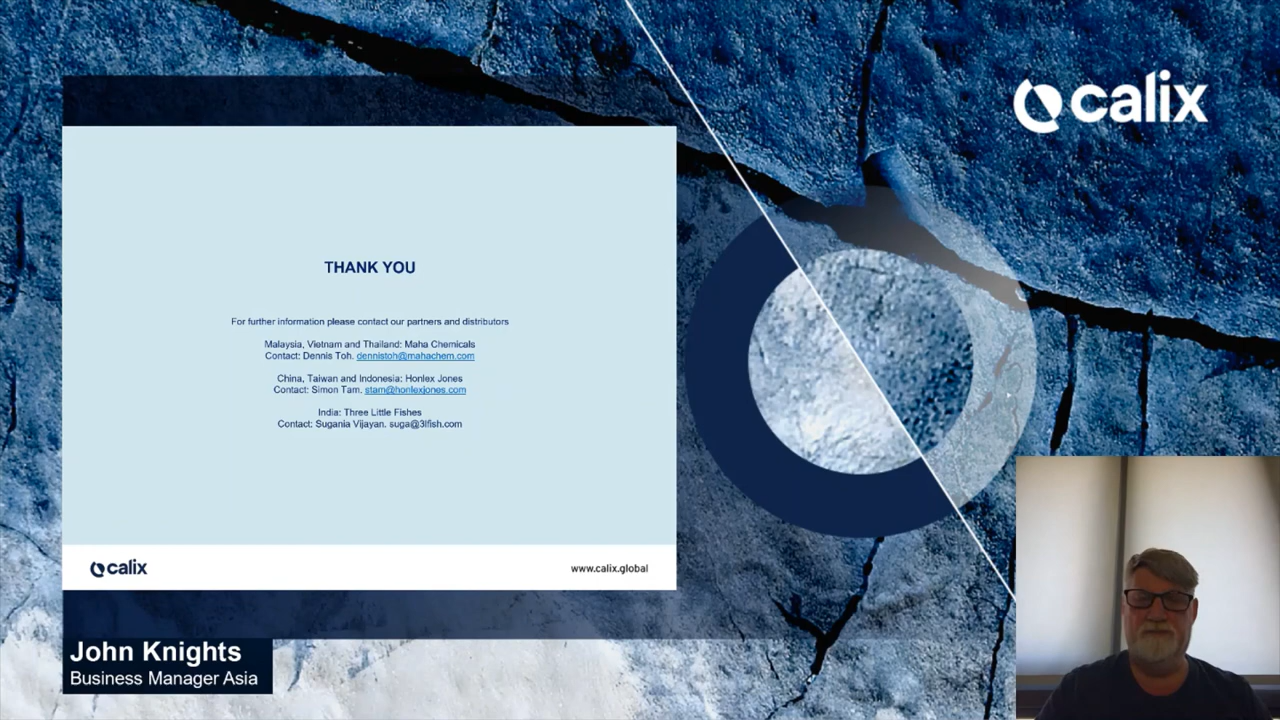 calix
THANK YOU
For further information please contact our partners and distributors
Malaysia, Vietnam and Thailand: Maha Chemicals
Contact: Dennis Toh. dennistoh@mahachem.com
China, Taiwan and Indonesia: Honlex Jones
Contact: Simon Tam. stam@honlexjones.com
India: Three Little Fishes
Contact: Sugania Vijayan. suga@3lfish.com
calix
www.calix.global
John Knights
Business Manager Asia